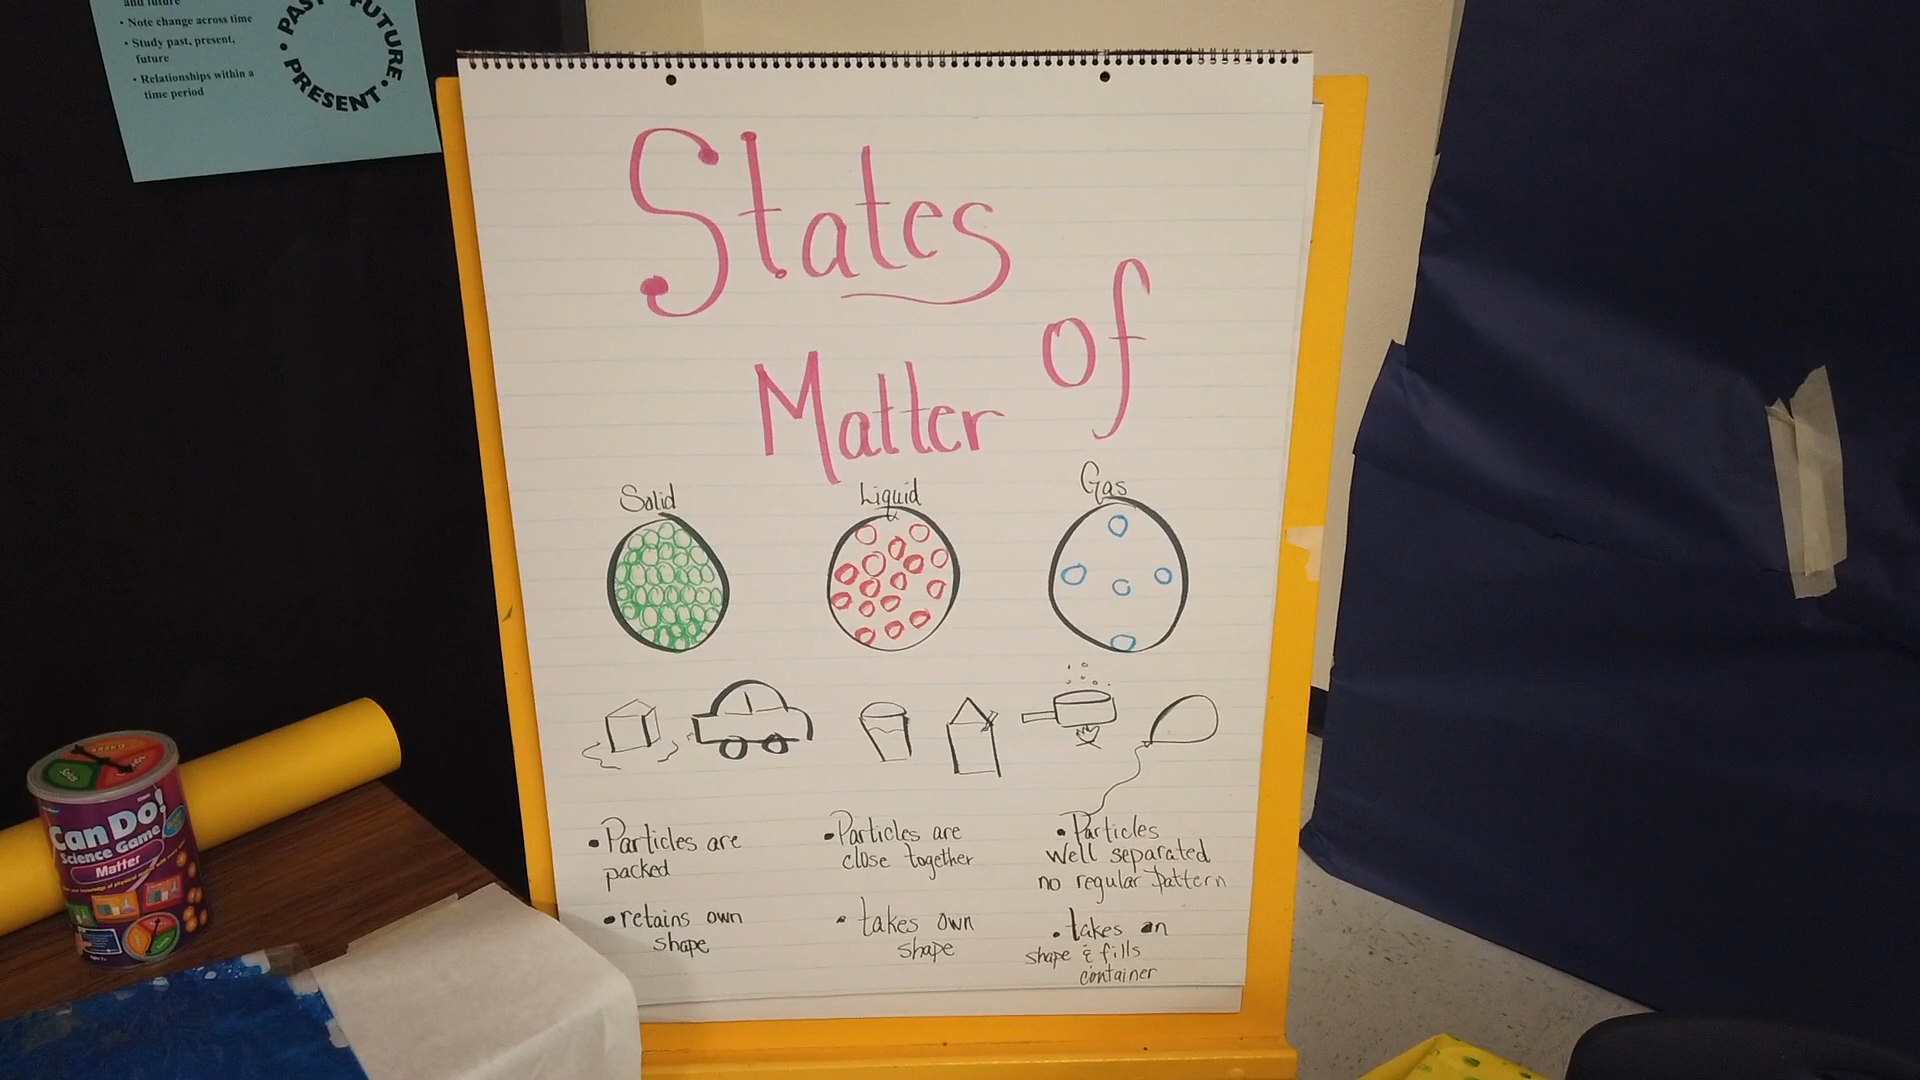 and future
• Note change across time
• Study past, present,
future
• Relationships within a
time period
PAST • FUTURE • PRESENT •
States
of
Matter
Solid
Liquid
Gas
• Particles are
packed
• retains own
shape
• Particles are
close together
• takes own
shape
• Particles
well separated
no regular pattern
• takes on
shape & fills
container
Can Do!
Science Game
Matter